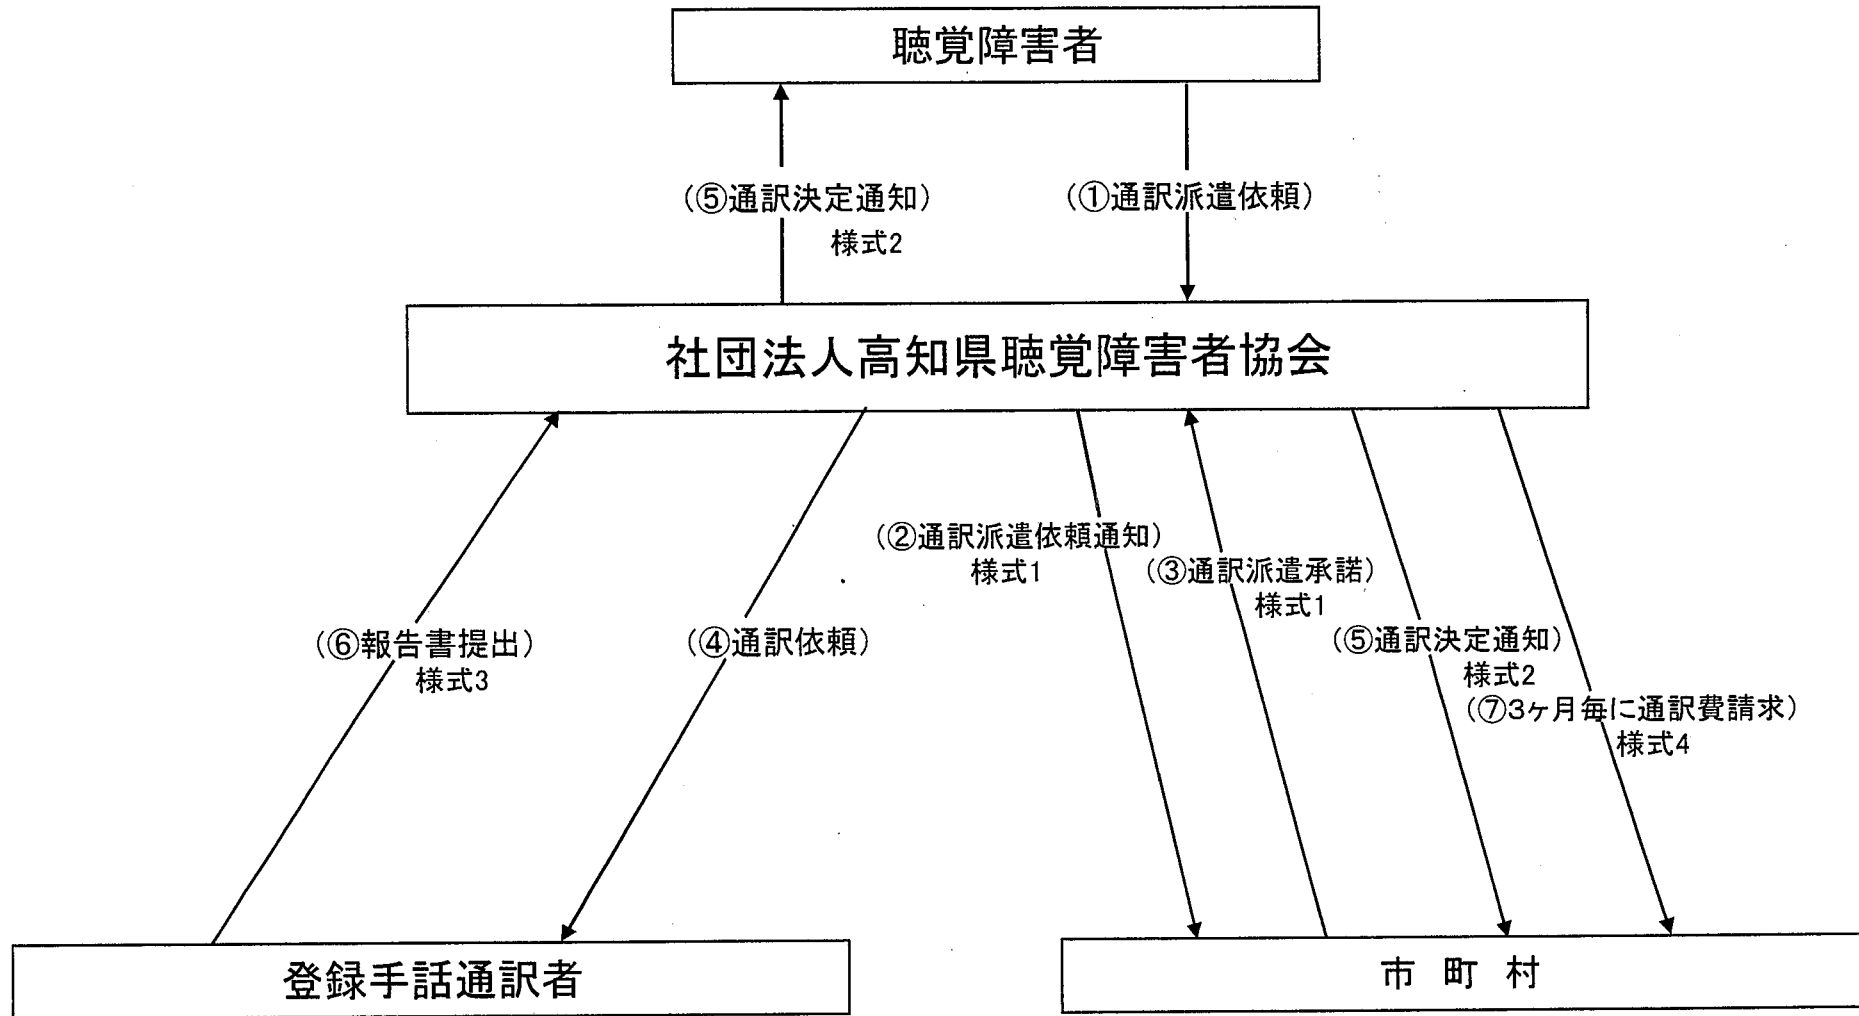 聴覚障害者
(⑤通訳決定通知)
様式2
(①通訳派遣依頼)
社団法人高知県聴覚障害者協会
(②通訳派遣依頼通知)
様式1
(③通訳派遣承諾)
様式1
(⑥報告書提出)
様式3
(④通訳依頼)
(⑤通訳決定通知)
様式2
(⑦3ヶ月毎に通訳費請求)
様式4
登録手話通訳者
市 町 村